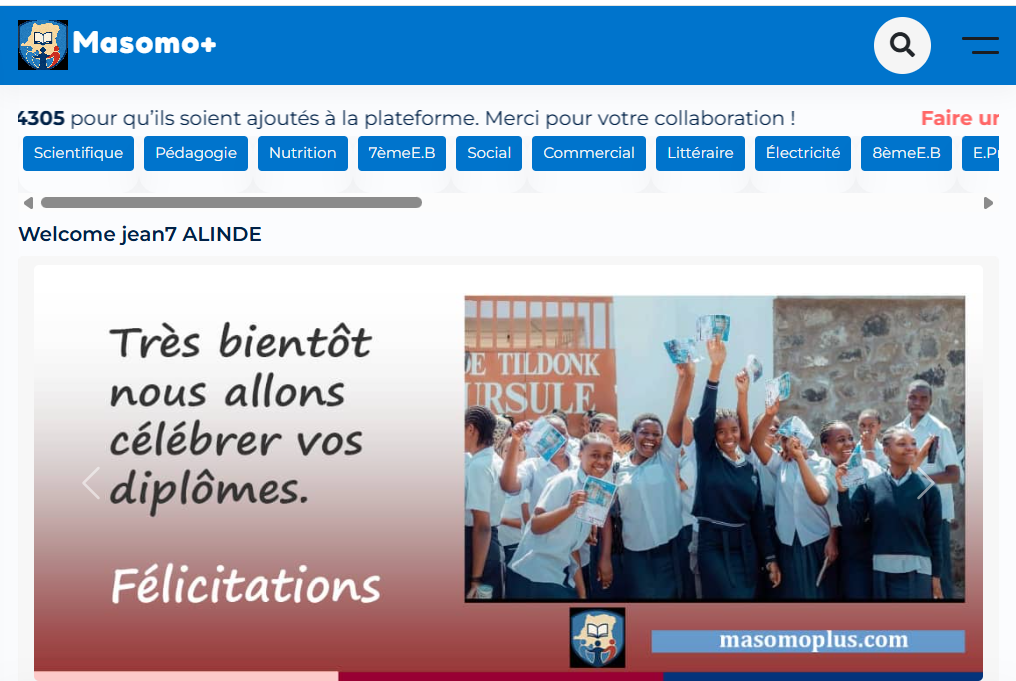 Masomo+
4305 pour qu'ils soient ajoutés à la plateforme. Merci pour votre collaboration ! Faire
Scientifique Pédagogie Nutrition 7èmeE.B Social Commercial Littéraire Électricité 8èmeE.B
Welcome jean7 ALINDE
Très bientôt
nous allons
célébrer vos
diplômes.
Félicitations
DE TILDONK
URSULE
masomoplus.com